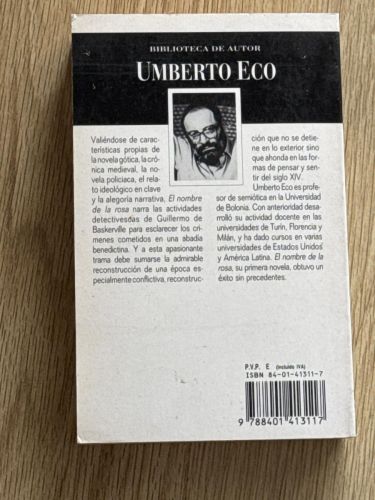 BIBLIOTECA DE AUTOR
UMBERTO ECO
Valiéndose de carac-
terísticas propias de
la novela gótica, la cró-
nica medieval, la no-
vela policiaca, el relato
ideológico en clave
y la alegoría narrativa, El nombre
de la rosa narra las actividades
detectivescas de Guillermo de
Baskerville para esclarecer los crí-
menes cometidos en una abadía
benedictina. Y a esta apasionante
trama debe sumarse la admirable
reconstrucción de una época es-
pecialmente conflictiva, reconstruc-
ción que no se detie-
ne en lo exterior sino
que ahonda en las for-
mas de pensar y sen-
tir del siglo XIV.
Umberto Eco es profe-
sor de semiótica en la Universidad
de Bolonia. Con anterioridad desa-
rrolló su actividad docente en las
universidades de Turín, Florencia y
Milán, y ha dado cursos en varias
universidades de Estados Unidos
y América Latina. El nombre de la
rosa, su primera novela, obtuvo un
éxito sin precedentes.
P.V.P. E (incluido IVA)
ISBN 84-01-41311-7
9 788401 413117